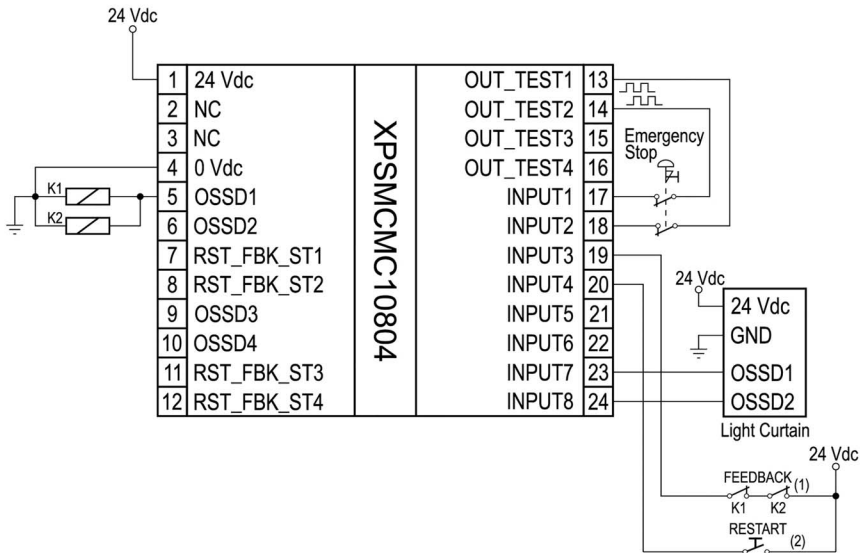 24 Vdc
1 24 Vdc
2 NC
3 NC
4 0 Vdc
5 OSSD1
6 OSSD2
7 RST_FBK_ST1
8 RST_FBK_ST2
9 OSSD3
10 OSSD4
11 RST_FBK_ST3
12 RST_FBK_ST4
K1
K2
XPSMCMC10804
OUT_TEST1 13
OUT_TEST2 14
OUT_TEST3 15
OUT_TEST4 16
INPUT1 17
INPUT2 18
INPUT3 19
INPUT4 20
INPUT5 21
INPUT6 22
INPUT7 23
INPUT8 24
Emergency
Stop
24 Vdc
24 Vdc
GND
OSSD1
OSSD2
Light Curtain
24 Vdc
FEEDBACK (1)
K1 K2
RESTART (2)